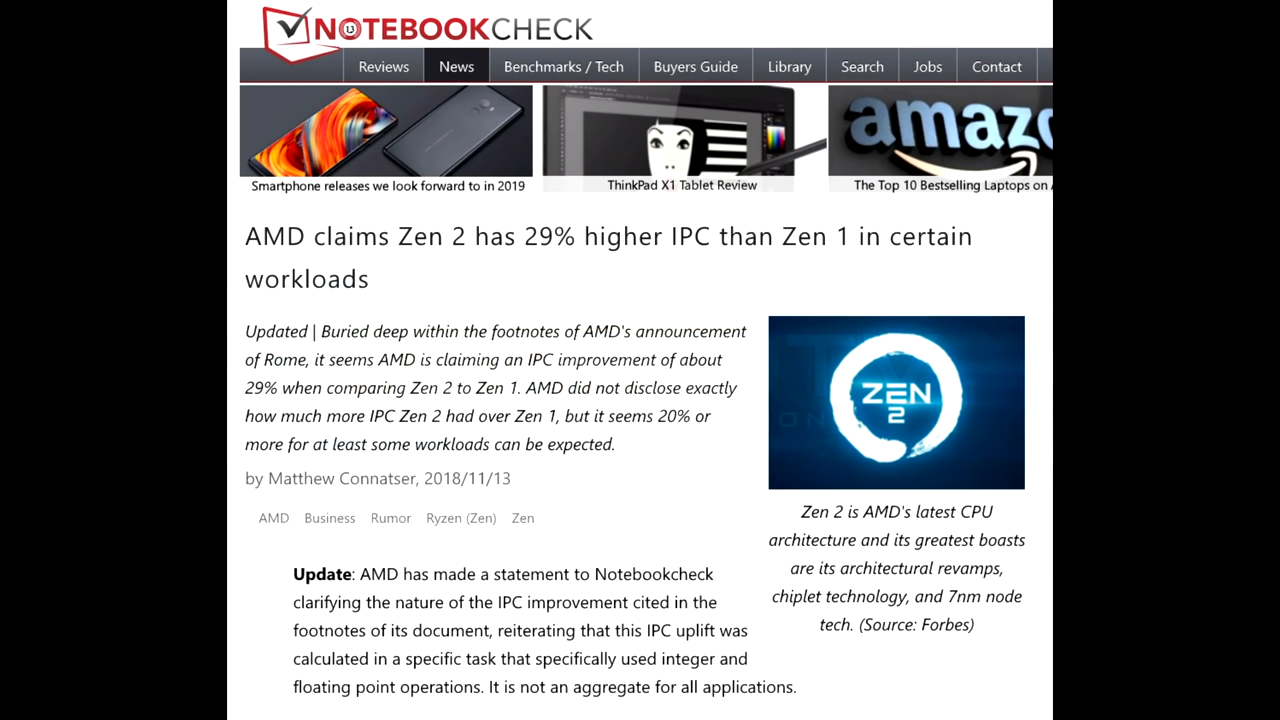 NOTEBOOKCHECK
Reviews News Benchmarks / Tech Buyers Guide Library Search Jobs Contact
amazo
Smartphone releases we look forward to in 2019
ThinkPad X1 Tablet Review
The Top 10 Bestselling Laptops on A
AMD claims Zen 2 has 29% higher IPC than Zen 1 in certain
workloads
Updated | Buried deep within the footnotes of AMD's announcement
of Rome, it seems AMD is claiming an IPC improvement of about
29% when comparing Zen 2 to Zen 1. AMD did not disclose exactly
how much more IPC Zen 2 had over Zen 1, but it seems 20% or
more for at least some workloads can be expected.
by Matthew Connatser, 2018/11/13
AMD Business Rumor Ryzen (Zen) Zen
ZEN
2
Zen 2 is AMD's latest CPU
architecture and its greatest boasts
are its architectural revamps,
chiplet technology, and 7nm node
tech. (Source: Forbes)
Update: AMD has made a statement to Notebookcheck
clarifying the nature of the IPC improvement cited in the
footnotes of its document, reiterating that this IPC uplift was
calculated in a specific task that specifically used integer and
floating point operations. It is not an aggregate for all applications.